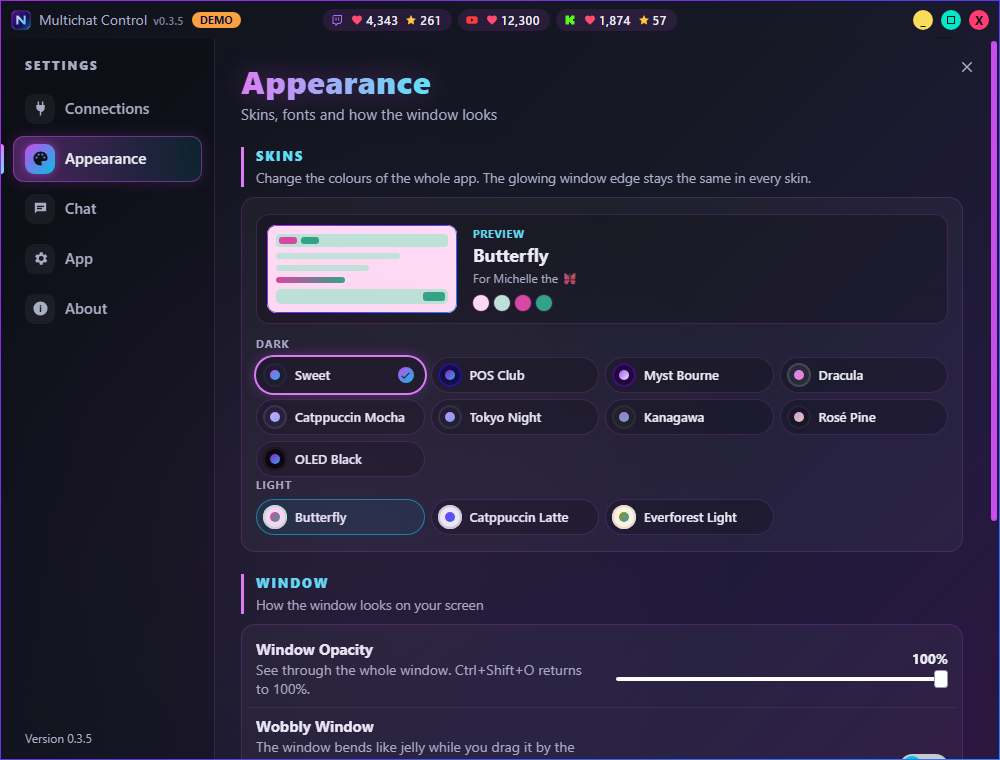 Multichat Control v0.3.5 DEMO
4,343 261 12,300 1,874 57
X
SETTINGS
Connections
Appearance
Chat
App
About
Version 0.3.5
Appearance
Skins, fonts and how the window looks
SKINS
Change the colours of the whole app. The glowing window edge stays the same in every skin.
PREVIEW
Butterfly
For Michelle the 🦋
DARK
Sweet POS Club Myst Bourne Dracula
Catppuccin Mocha Tokyo Night Kanagawa Rosé Pine
OLED Black
LIGHT
Butterfly Catppuccin Latte Everforest Light
WINDOW
How the window looks on your screen
Window Opacity
See through the whole window. Ctrl+Shift+O returns
to 100%.
100%
Wobbly Window
The window bends like jelly while you drag it by the